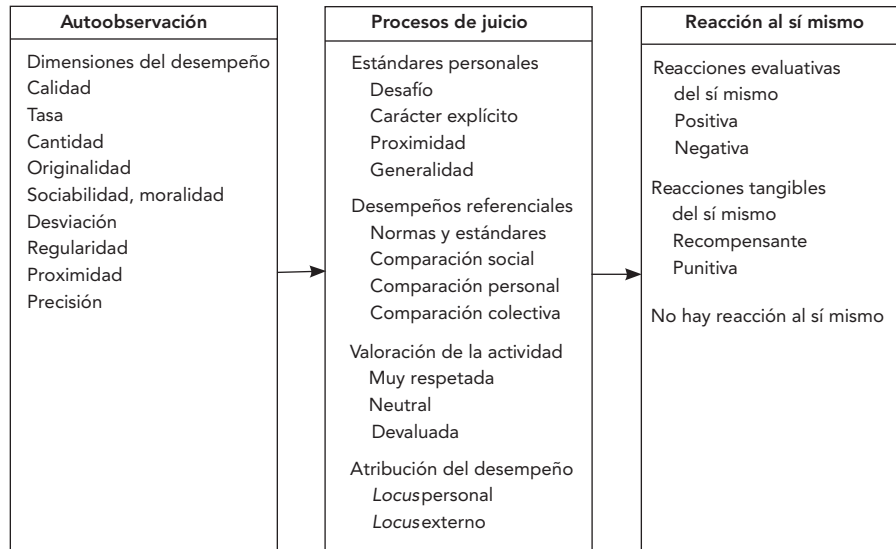 Autoobservación
Dimensiones del desempeño
Calidad
Tasa
Cantidad
Originalidad
Sociabilidad, moralidad
Desviación
Regularidad
Proximidad
Precisión
Procesos de juicio
Estándares personales
Desafío
Carácter explícito
Proximidad
Generalidad
Desempeños referenciales
Normas y estándares
Comparación social
Comparación personal
Comparación colectiva
Valoración de la actividad
Muy respetada
Neutral
Devaluada
Atribución del desempeño
Locus personal
Locus externo
Reacción al sí mismo
Reacciones evaluativas
del sí mismo
Positiva
Negativa
Reacciones tangibles
del sí mismo
Recompensante
Punitiva
No hay reacción al sí mismo